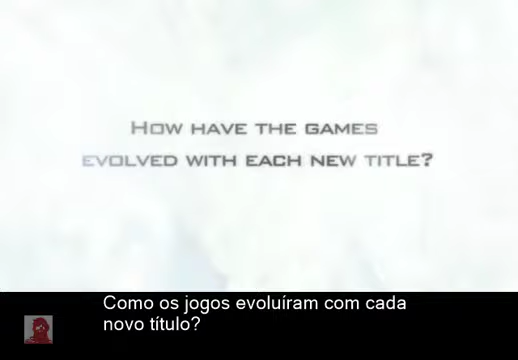 How have the games
evolved with each new title?
Como os jogos evoluíram com cada
novo título?